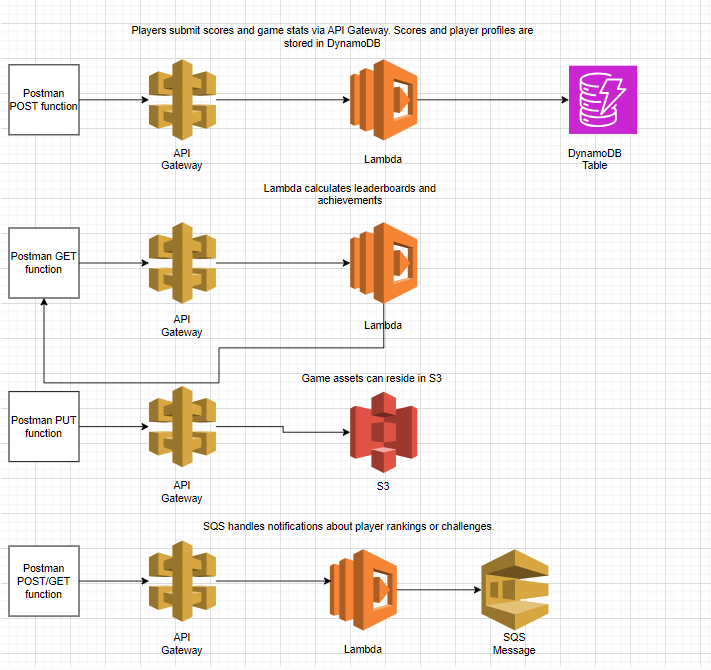 Players submit scores and game stats via API Gateway. Scores and player profiles are
stored in DynamoDB
Postman
POST function
API
Gateway
Lambda
DynamoDB
Table
Lambda calculates leaderboards and
achievements
Postman GET
function
API
Gateway
Lambda
Game assets can reside in S3
Postman PUT
function
API
Gateway
S3
SQS handles notifications about player rankings or challenges.
Postman
POST/GET
function
API
Gateway
Lambda
SQS
Message